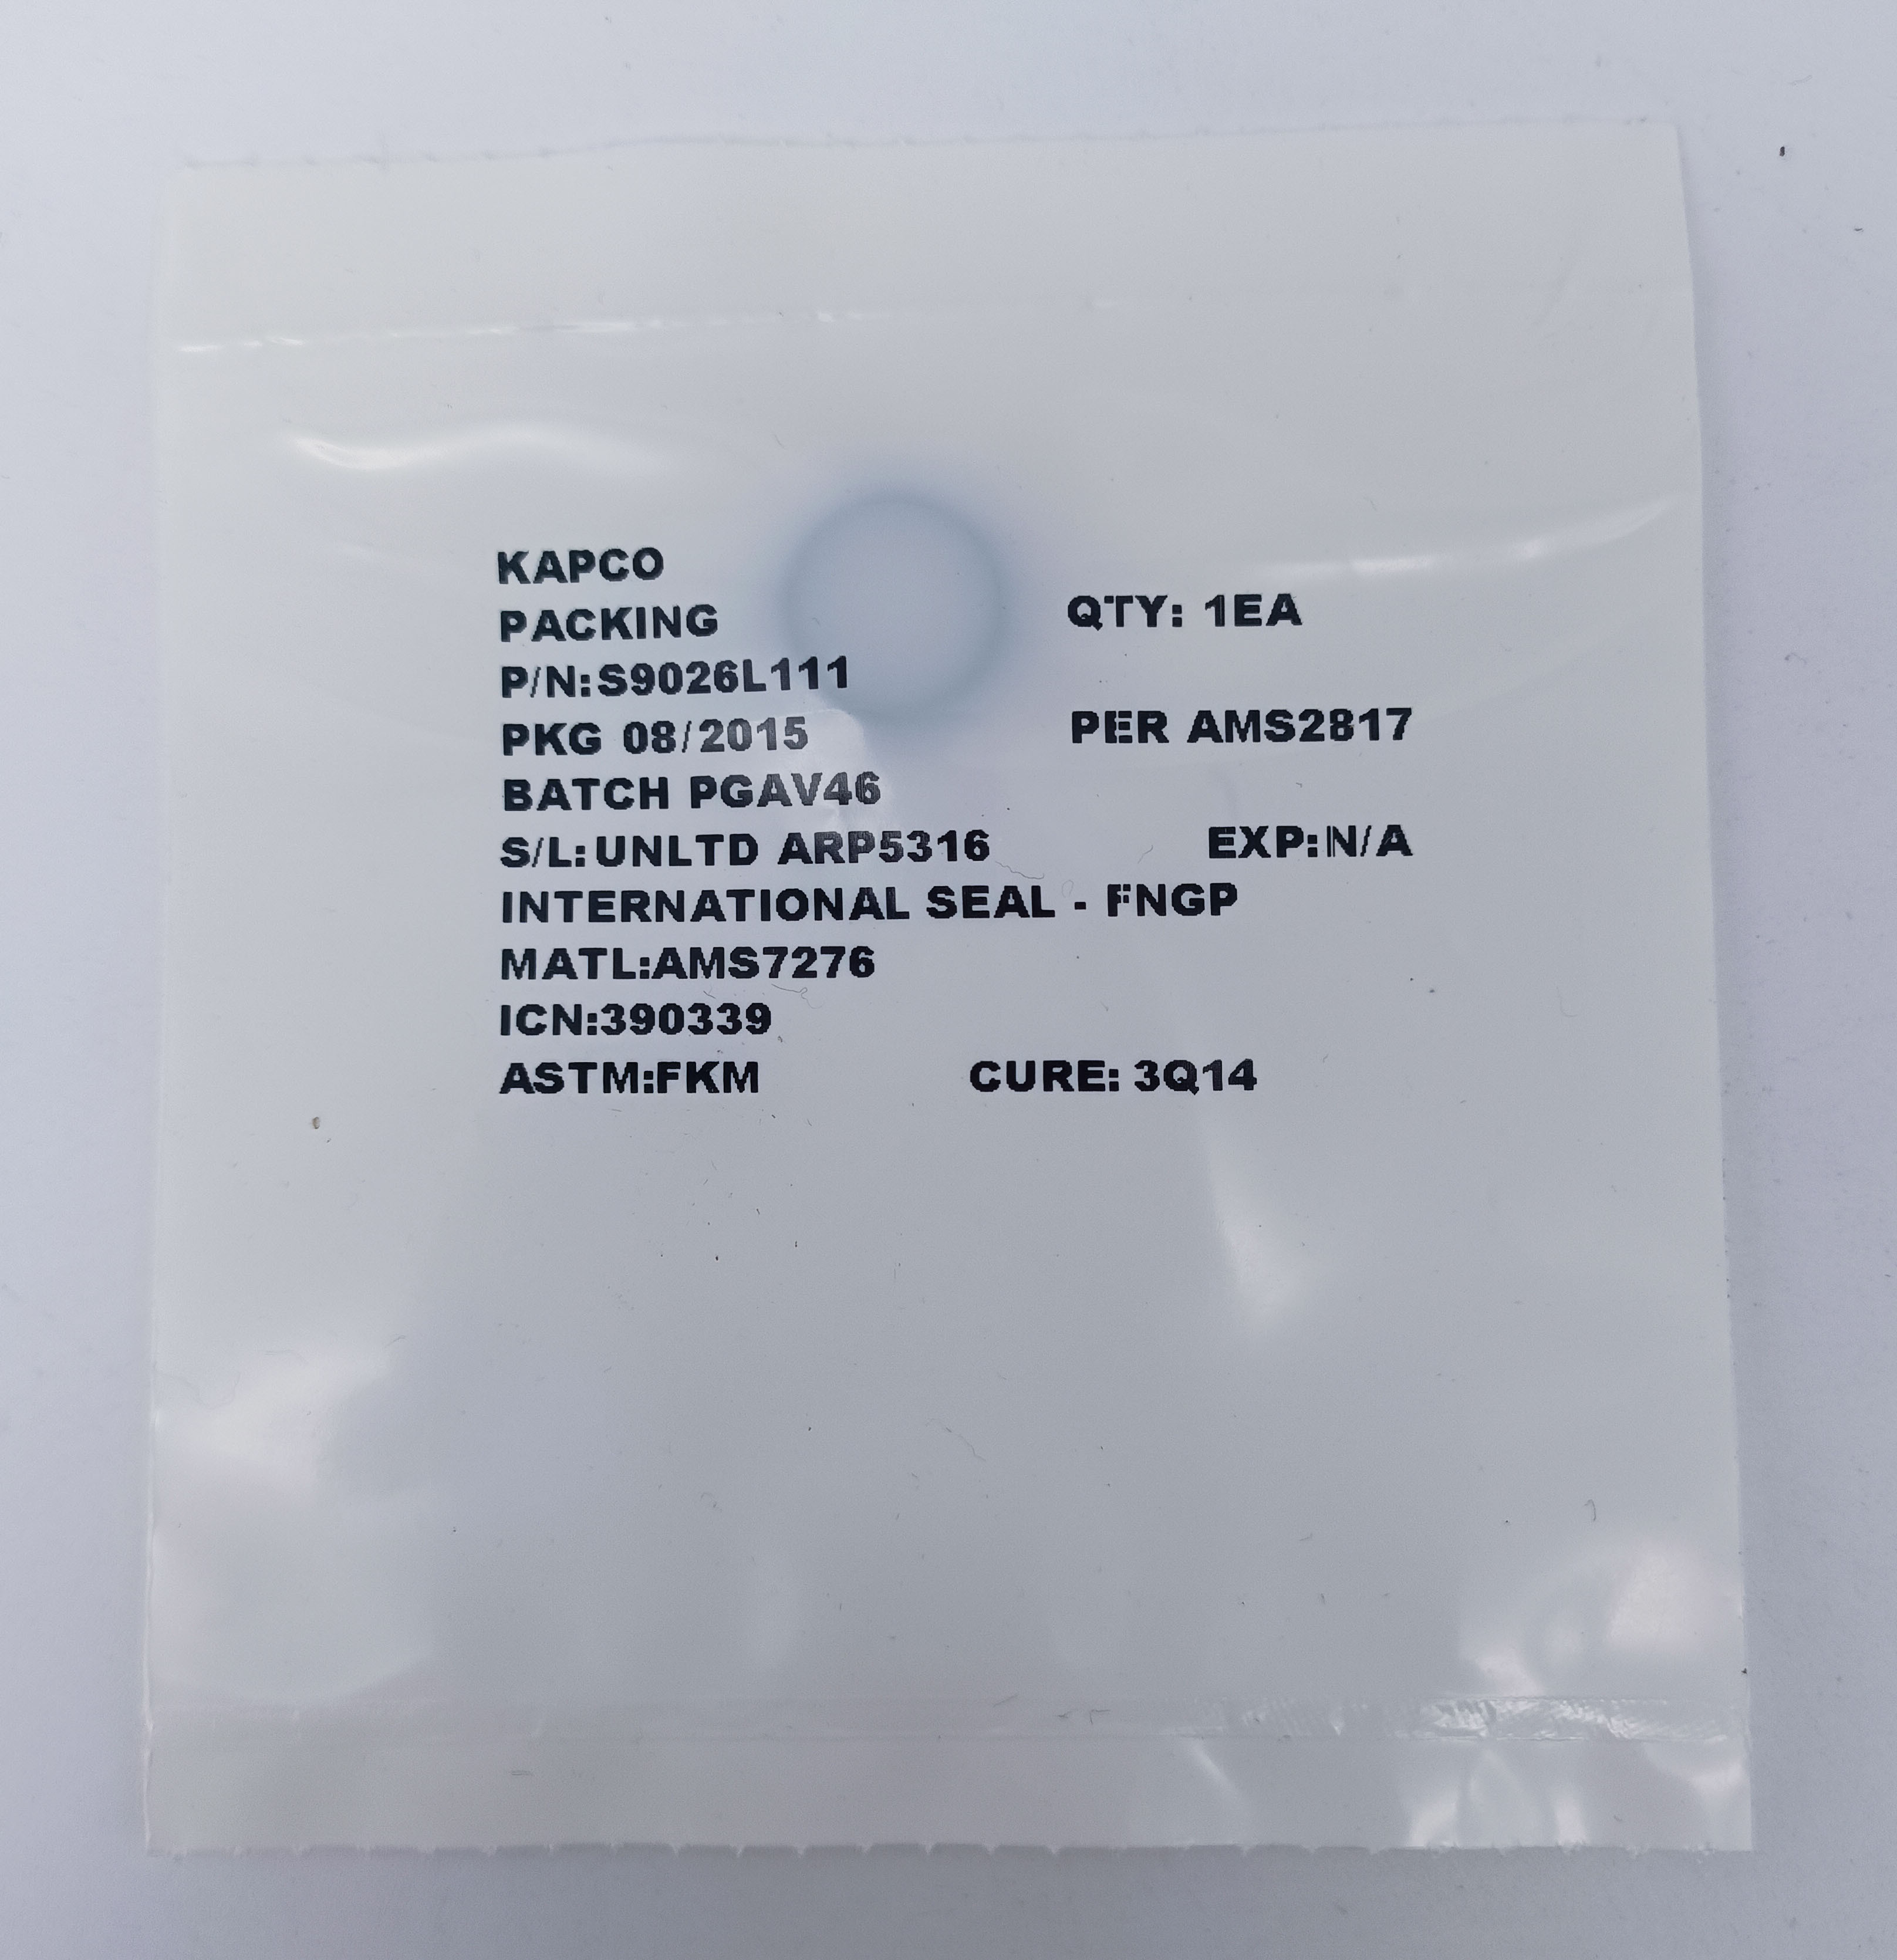 KAPCO
PACKING QTY: 1EA
P/N:S9026L111
PKG 08/2015 PER AMS2817
BATCH PGAV46
S/L:UNLTD ARP5316 EXP:N/A
INTERNATIONAL SEAL - FNGP
MATL:AMS7276
ICN:390339
ASTM:FKM CURE: 3Q14